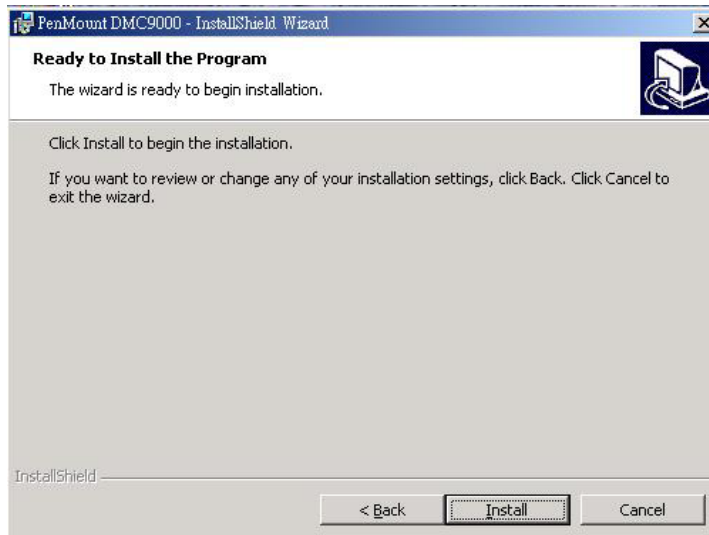 PenMount DMC9000 - InstallShield Wizard
Ready to Install the Program
The wizard is ready to begin installation.
Click Install to begin the installation.
If you want to review or change any of your installation settings, click Back. Click Cancel to
exit the wizard.
InstallShield
< Back
Install
Cancel